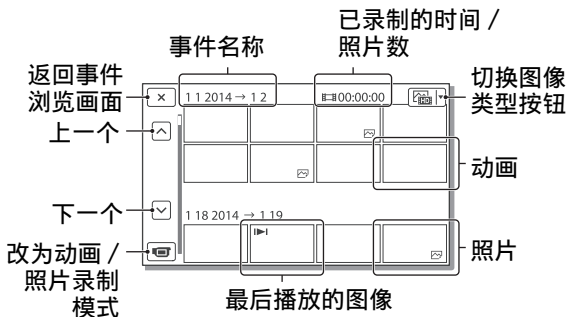 已录制的时间 /
照片数
事件名称
返回事件
浏览画面
切换图像
类型按钮
1 1 2014 → 1 2
00:00:00
HD
上一个
动画
下一个
1 18 2014 → 1 19
改为动画 /
照片录制
模式
照片
最后播放的图像